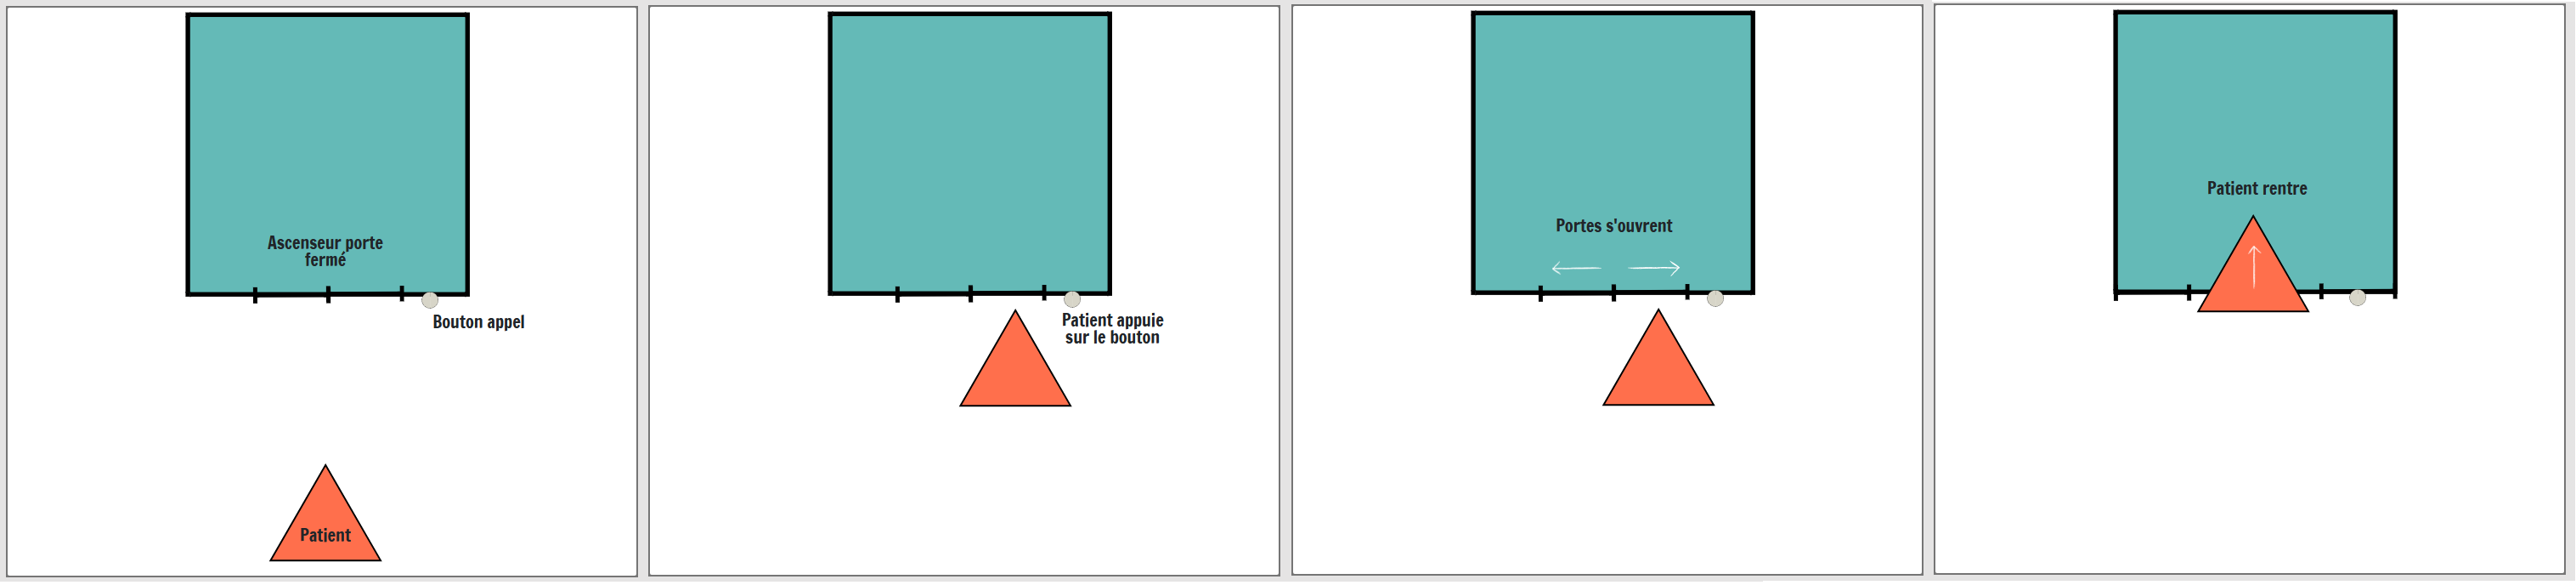 Ascenseur porte
fermé
Bouton appel
Patient
Patient appuie
sur le bouton
Portes s'ouvrent
Patient rentre